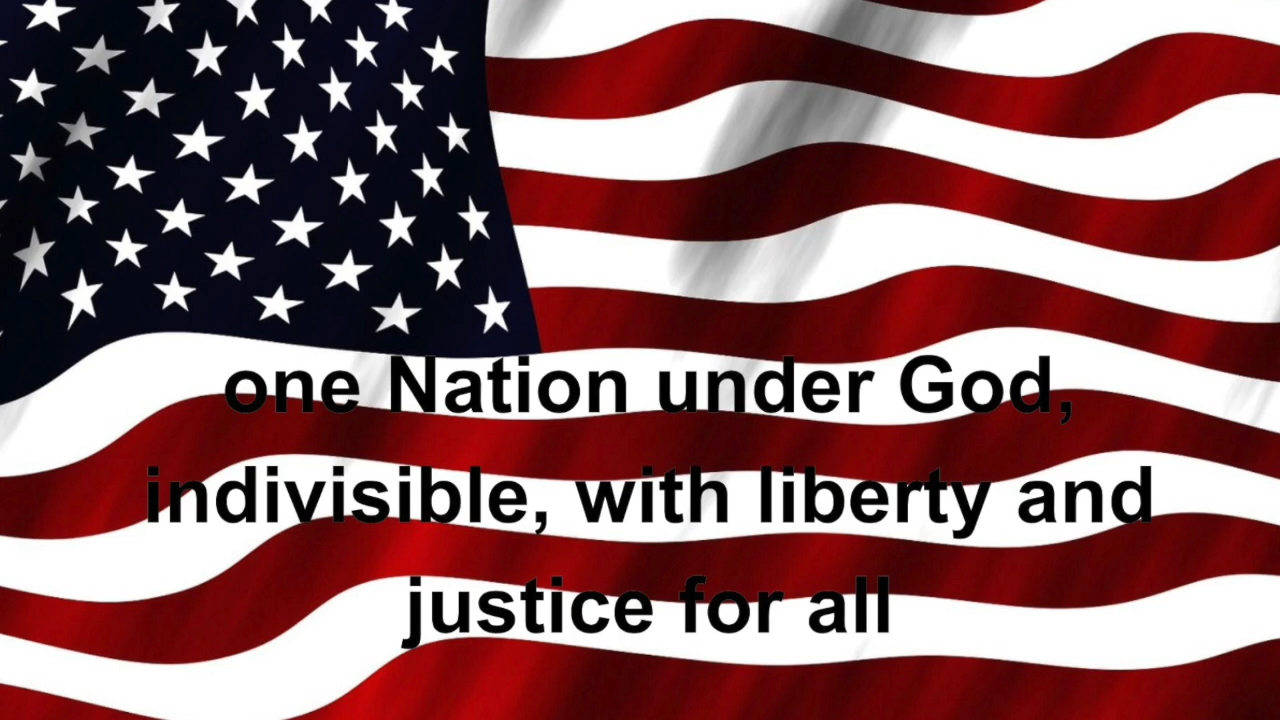 one Nation under God,
indivisible, with liberty and
justice for all